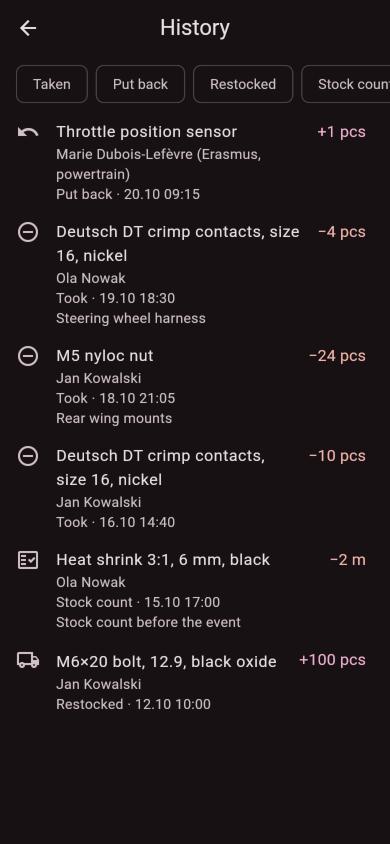 History
Taken
Put back
Restocked
Stock coun
Throttle position sensor
+1 pcs
Marie Dubois-Lefèvre (Erasmus,
powertrain)
Put back · 20.10 09:15
Deutsch DT crimp contacts, size
16, nickel
−4 pcs
Ola Nowak
Took · 19.10 18:30
Steering wheel harness
M5 nyloc nut
−24 pcs
Jan Kowalski
Took · 18.10 21:05
Rear wing mounts
Deutsch DT crimp contacts,
size 16, nickel
−10 pcs
Jan Kowalski
Took · 16.10 14:40
Heat shrink 3:1, 6 mm, black
−2 m
Ola Nowak
Stock count · 15.10 17:00
Stock count before the event
M6×20 bolt, 12.9, black oxide
+100 pcs
Jan Kowalski
Restocked · 12.10 10:00